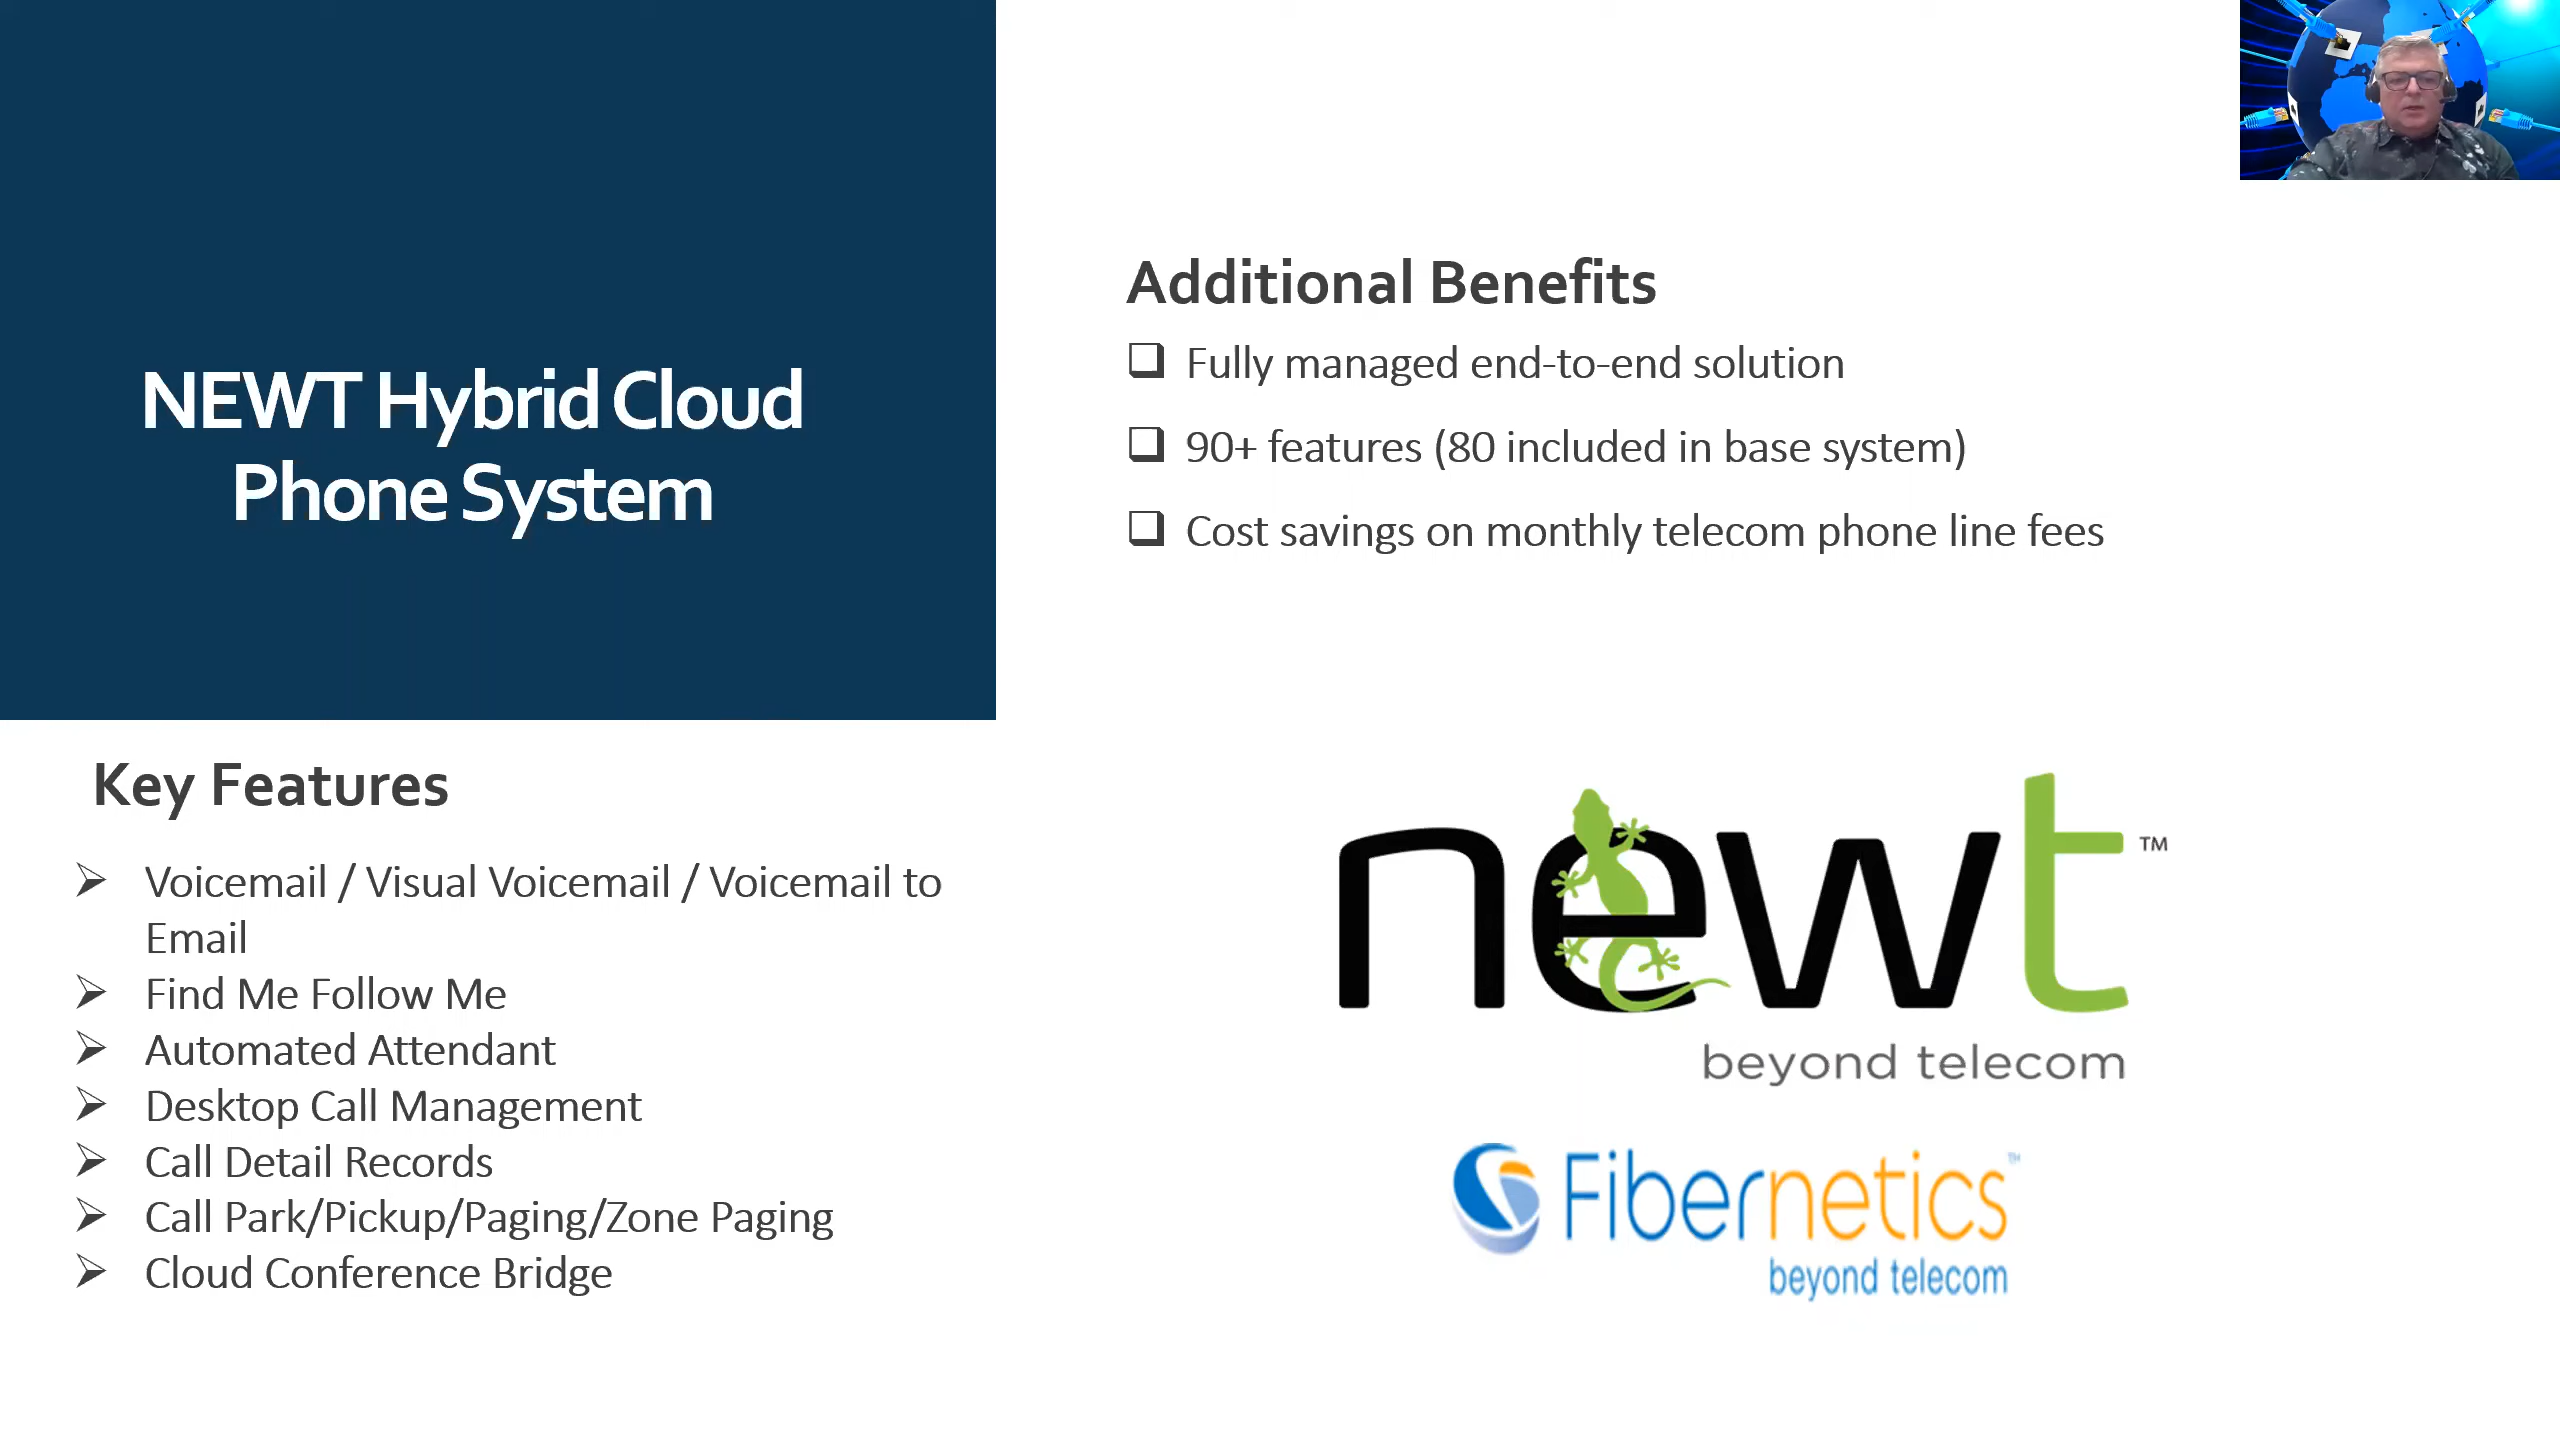 NEWT Hybrid Cloud
Phone System
Additional Benefits
Fully managed end-to-end solution
90+ features (80 included in base system)
Cost savings on monthly telecom phone line fees
Key Features
Voicemail / Visual Voicemail / Voicemail to
Email
Find Me Follow Me
Automated Attendant
Desktop Call Management
Call Detail Records
Call Park/Pickup/Paging/Zone Paging
Cloud Conference Bridge
newt™
beyond telecom
Fibernetics™
beyond telecom